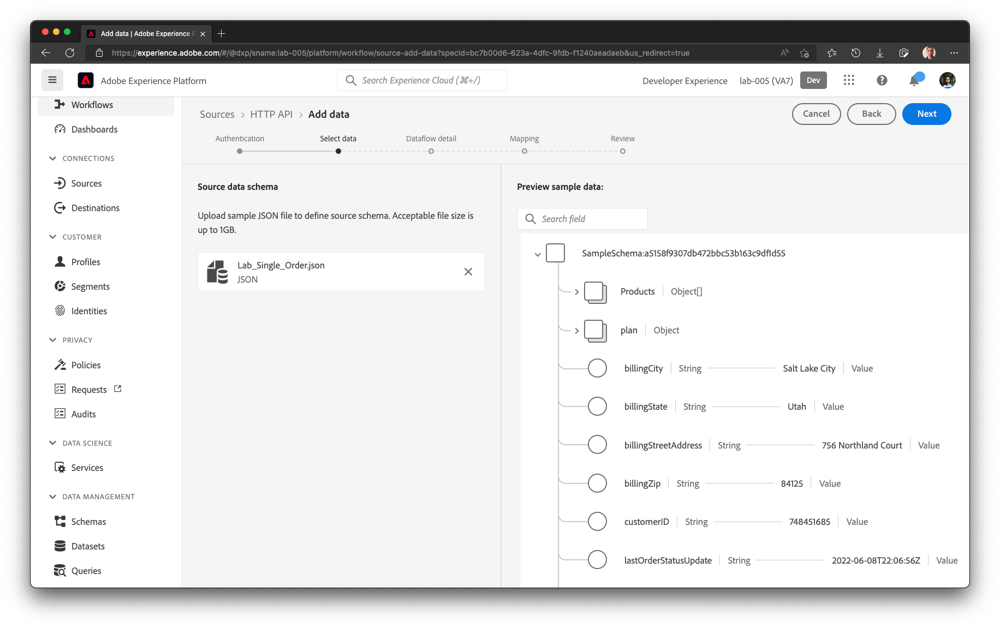 Add data | Adobe Experience P
https://experience.adobe.com/#/@dxp/sname:lab-005/platform/workflow/source-add-data?specId=bc7b00d6-623a-4dfc-9fdb-f1240aeadaeb&us_redirect=true
Adobe Experience Platform
Search Experience Cloud (⌘+/)
Developer Experience
lab-005 (VA7)
Dev
Workflows
Dashboards
CONNECTIONS
Sources
Destinations
CUSTOMER
Profiles
Segments
Identities
PRIVACY
Policies
Requests
Audits
DATA SCIENCE
Services
DATA MANAGEMENT
Schemas
Datasets
Queries
Sources > HTTP API > Add data
Cancel
Back
Next
Authentication
Select data
Dataflow detail
Mapping
Review
Source data schema
Upload sample JSON file to define source schema. Acceptable file size is
up to 1GB.
Lab_Single_Order.json
JSON
Preview sample data:
Search field
SampleSchema:a5158f9307db472bbc53b163c9df1d55
Products | Object[]
plan | Object
billingCity | String Salt Lake City | Value
billingState | String Utah | Value
billingStreetAddress | String 756 Northland Court | Value
billingZip | String 84125 | Value
customerID | String 748451685 | Value
lastOrderStatusUpdate | String 2022-06-08T22:06:56Z | Value